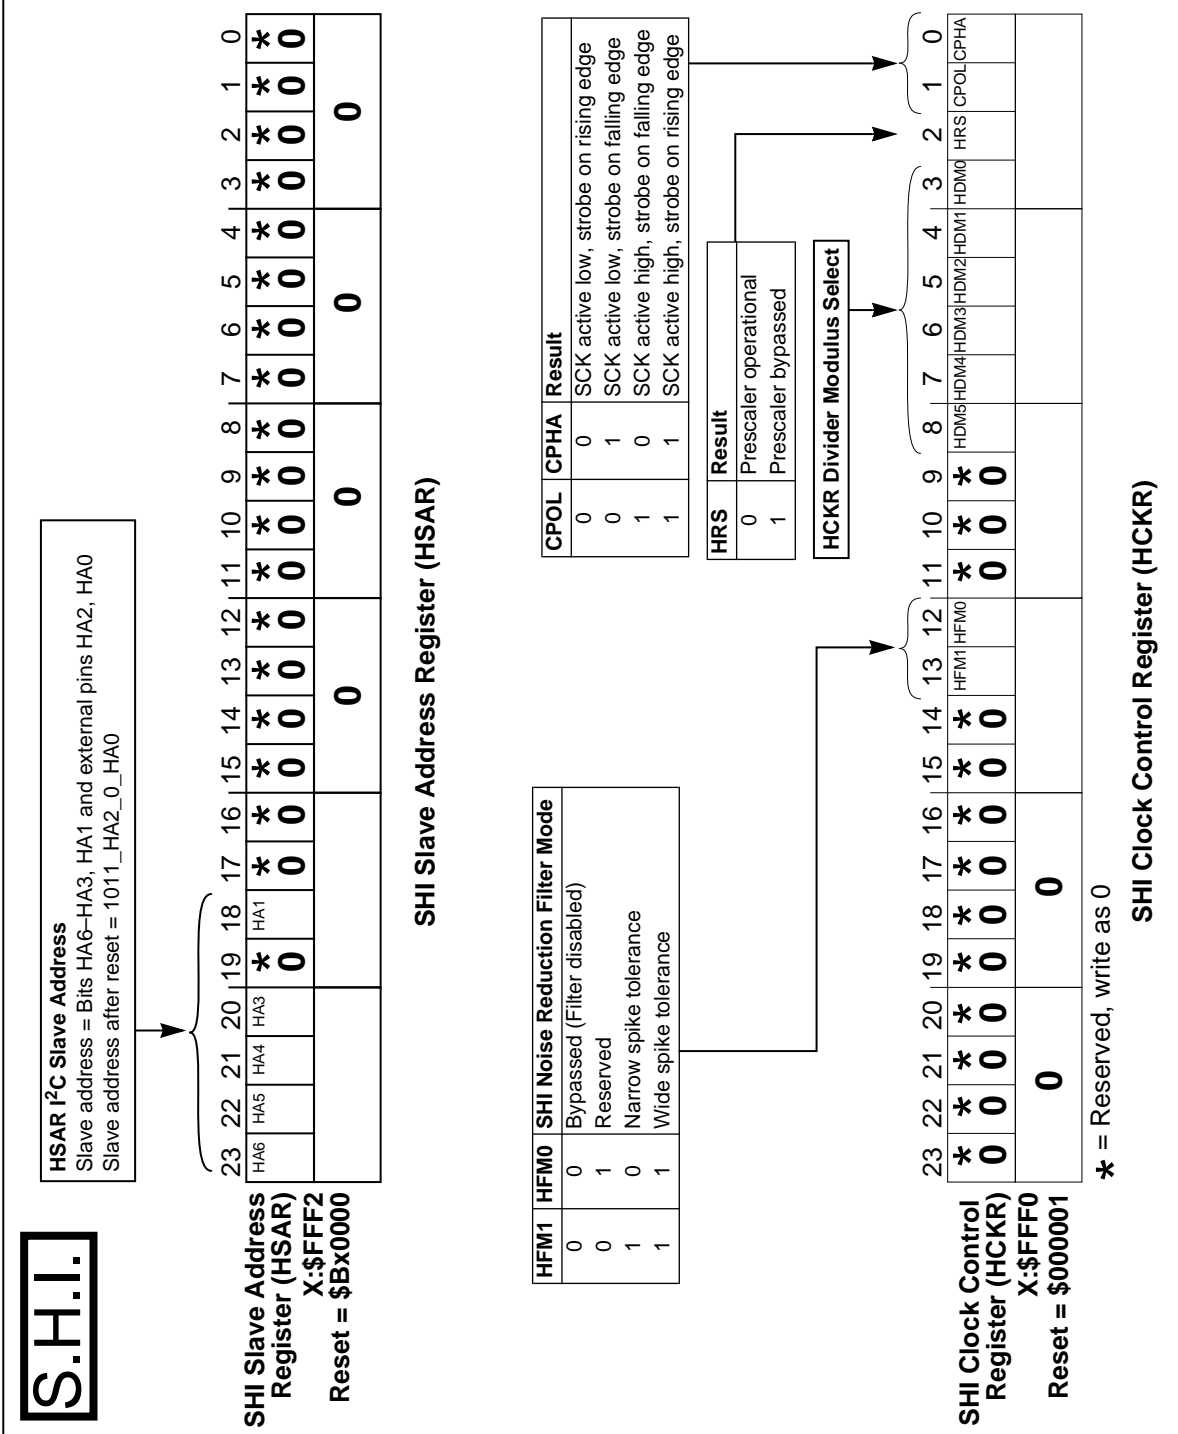 S.H.I.
HSAR I²C Slave Address
Slave address = Bits HA6–HA3, HA1 and external pins HA2, HA0
Slave address after reset = 1011_HA2_0_HA0
SHI Slave Address
Register (HSAR)
X:$FFF2
Reset = $Bx0000
23 22 21 20 19 18 17 16 15 14 13 12 11 10 9 8 7 6 5 4 3 2 1 0
HA6 HA5 HA4 HA3 * HA1 * * * * * * * * * * * * * * * * * *
0 0 0 0 0 0 0 0 0 0 0 0 0 0 0 0 0 0 0
0 0 0 0
SHI Slave Address Register (HSAR)
HFM1 HFM0 SHI Noise Reduction Filter Mode
0 0 Bypassed (Filter disabled)
0 1 Reserved
1 0 Narrow spike tolerance
1 1 Wide spike tolerance
CPOL CPHA Result
0 0 SCK active low, strobe on rising edge
0 1 SCK active low, strobe on falling edge
1 0 SCK active high, strobe on falling edge
1 1 SCK active high, strobe on rising edge
HRS Result
0 Prescaler operational
1 Prescaler bypassed
HCKR Divider Modulus Select
SHI Clock Control
Register (HCKR)
X:$FFF0
Reset = $000001
23 22 21 20 19 18 17 16 15 14 13 12 11 10 9 8 7 6 5 4 3 2 1 0
* * * * * * * * * * HFM1 HFM0 * * * HDM5 HDM4 HDM3 HDM2 HDM1 HDM0 HRS CPOL CPHA
0 0 0 0 0 0 0 0 0 0 0 0 0
0 0
* = Reserved, write as 0
SHI Clock Control Register (HCKR)